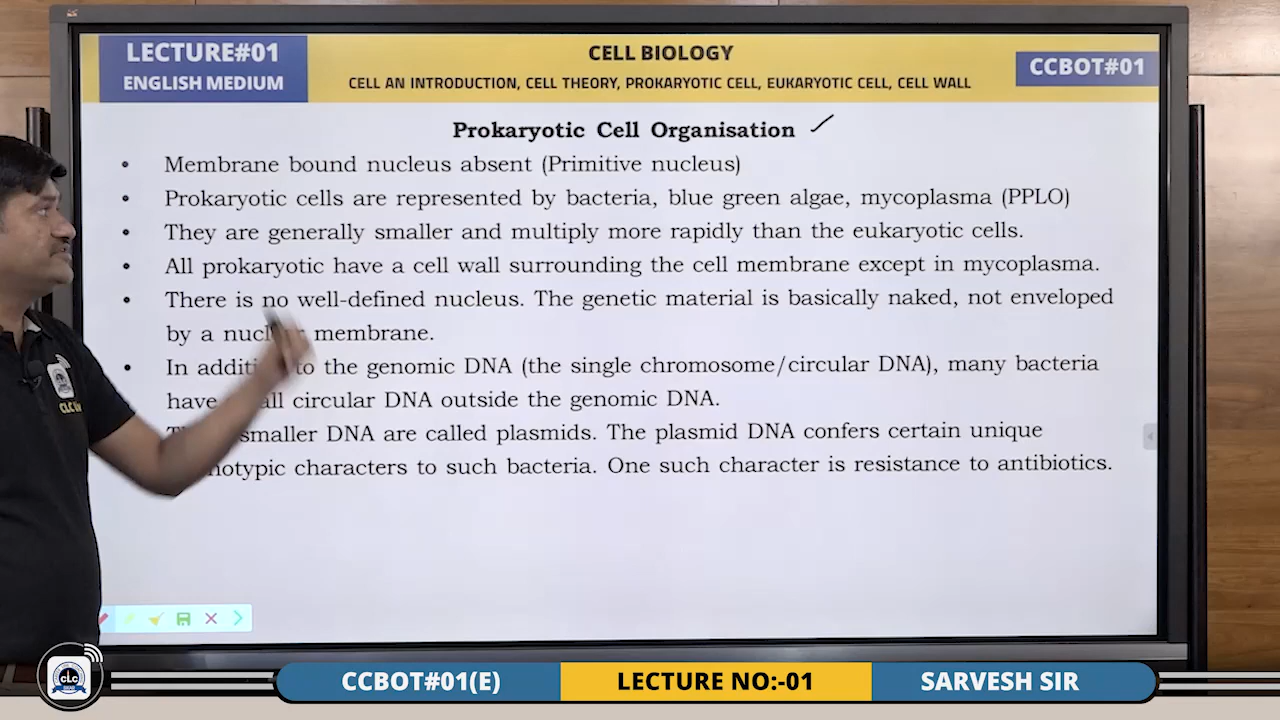 LECTURE#01
ENGLISH MEDIUM
CELL BIOLOGY
CELL AN INTRODUCTION, CELL THEORY, PROKARYOTIC CELL, EUKARYOTIC CELL, CELL WALL
CCBOT#01
Prokaryotic Cell Organisation
• Membrane bound nucleus absent (Primitive nucleus)
• Prokaryotic cells are represented by bacteria, blue green algae, mycoplasma (PPLO)
• They are generally smaller and multiply more rapidly than the eukaryotic cells.
• All prokaryotic have a cell wall surrounding the cell membrane except in mycoplasma.
• There is no well-defined nucleus. The genetic material is basically naked, not enveloped
by a membrane.
• In to the genomic DNA (the single chromosome/circular DNA), many bacteria
have circular DNA outside the genomic DNA.
smaller DNA are called plasmids. The plasmid DNA confers certain unique
characters to such bacteria. One such character is resistance to antibiotics.
CLC
CCBOT#01(E)
LECTURE NO:-01
SARVESH SIR